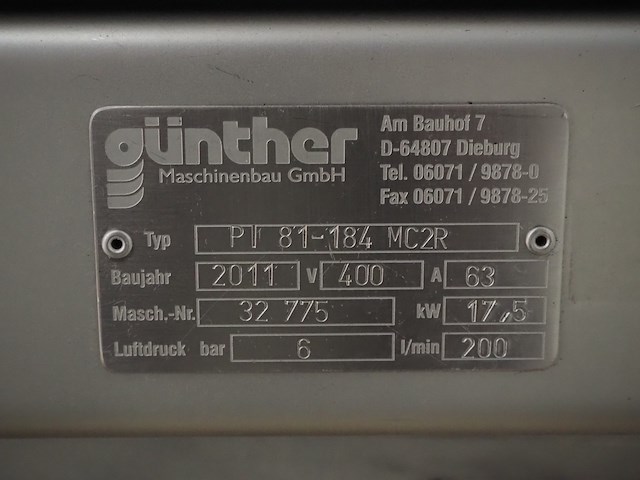 günther
Maschinenbau GmbH
Am Bauhof 7
D-64807 Dieburg
Tel. 06071 / 9878-0
Fax 06071 / 9878-25
Typ PI 81-184 MC2R
Baujahr 2011 V 400 A 63
Masch.-Nr. 32 775 kW 17,5
Luftdruck bar 6 l/min 200